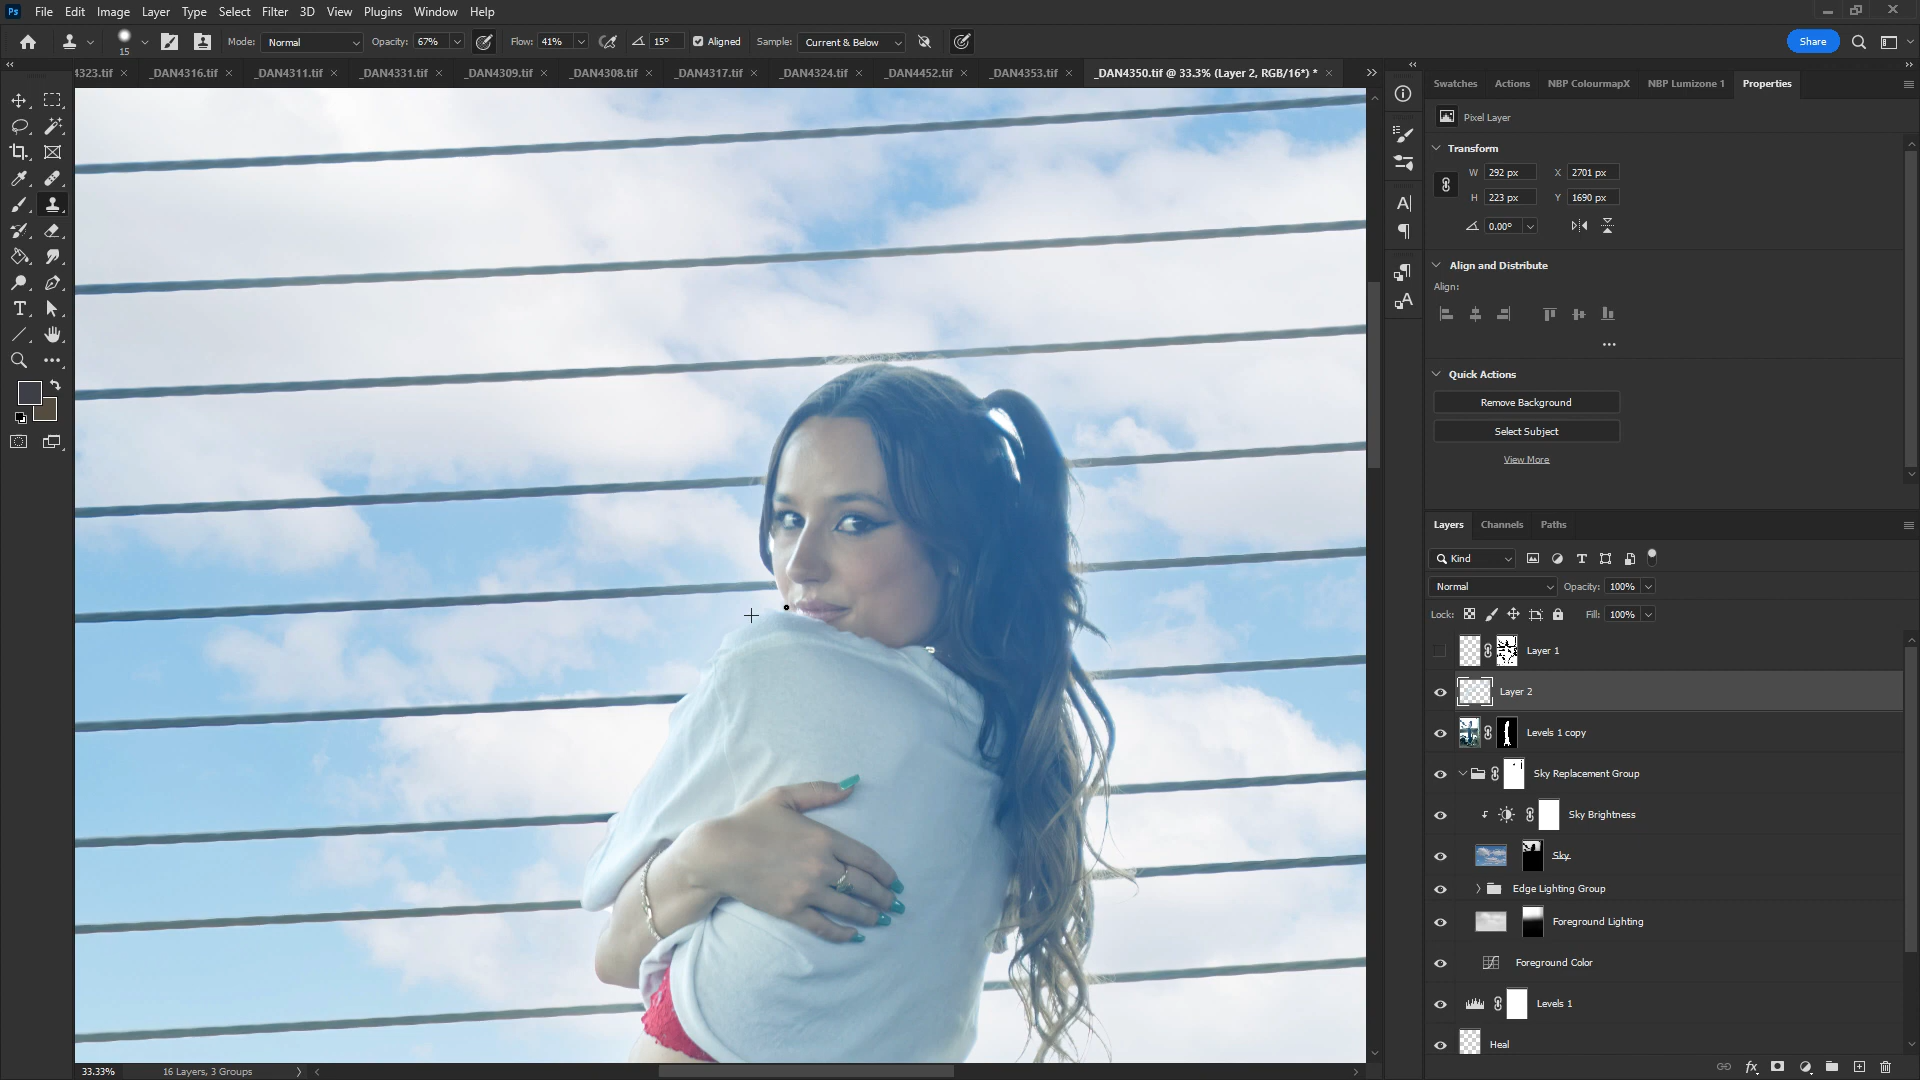 Ps File Edit Image Layer Type Select Filter 3D View Plugins Window Help
15 Mode: Normal Opacity: 67% Flow: 41% 15° Aligned Sample: Current & Below Share
4323.tif × _DAN4316.tif × _DAN4311.tif × _DAN4331.tif × _DAN4309.tif × _DAN4308.tif × _DAN4317.tif × _DAN4324.tif × _DAN4452.tif × _DAN4353.tif × _DAN4350.tif @ 33.3% (Layer 2, RGB/16*) * ×
Swatches Actions NBP ColourmapX NBP Lumizone 1 Properties
Pixel Layer
Transform
W 292 px X 2701 px
H 223 px Y 1690 px
0.00°
Align and Distribute
Align:
Quick Actions
Remove Background
Select Subject
View More
Layers Channels Paths
Kind
Normal Opacity: 100%
Lock: Fill: 100%
Layer 1
Layer 2
Levels 1 copy
Sky Replacement Group
Sky Brightness
Sky
Edge Lighting Group
Foreground Lighting
Foreground Color
Levels 1
Heal
33.33% 16 Layers, 3 Groups